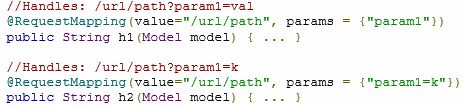 //Handles: /url/path?param1=val
@RequestMapping(value="/url/path", params = {"param1"})
public String h1(Model model) { ... }
//Handles: /url/path?param1=k
@RequestMapping(value="/url/path", params = {"param1=k"})
public String h2(Model model) { ... }